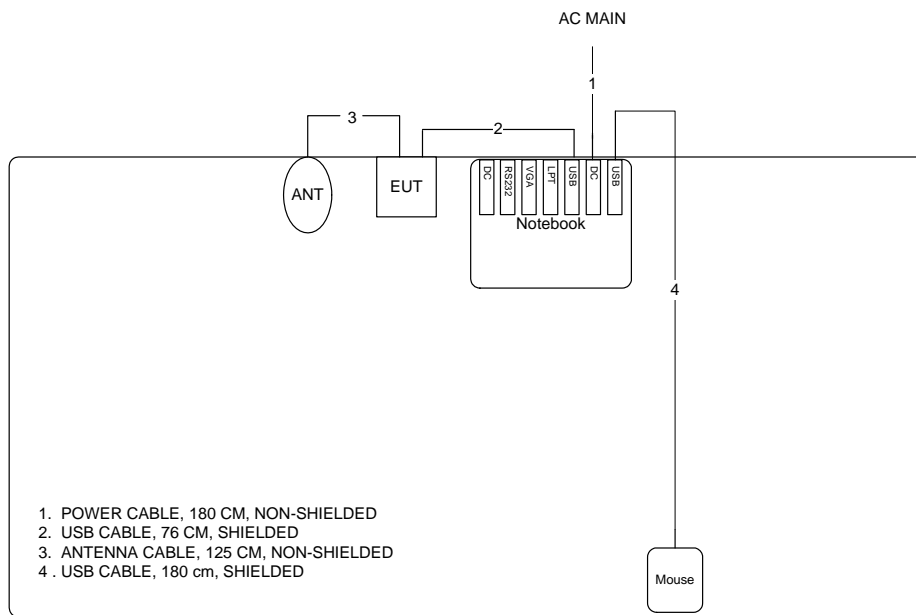 AC MAIN
1
3
2
ANT
EUT
DC
RS232
VGA
LPT
USB
DC
USB
Notebook
4
1. POWER CABLE, 180 CM, NON-SHIELDED
2. USB CABLE, 76 CM, SHIELDED
3. ANTENNA CABLE, 125 CM, NON-SHIELDED
4 . USB CABLE, 180 cm, SHIELDED
Mouse